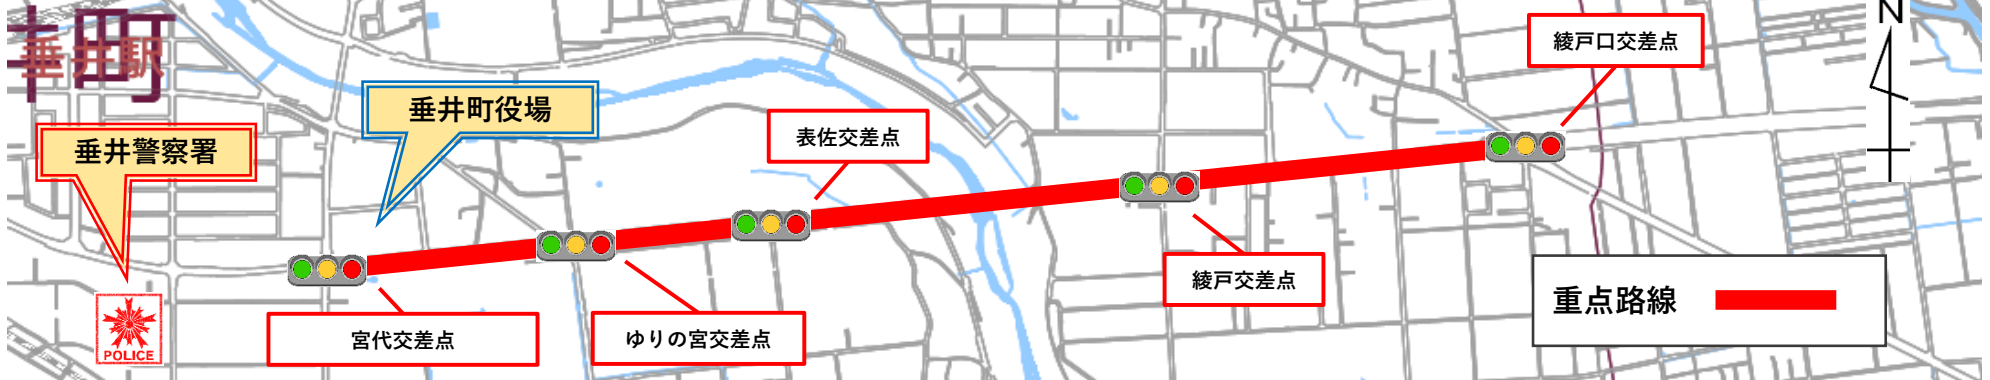 町
垂井駅
垂井警察署
POLICE
垂井町役場
宮代交差点
ゆりの宮交差点
表佐交差点
綾戸交差点
綾戸口交差点
N
重点路線